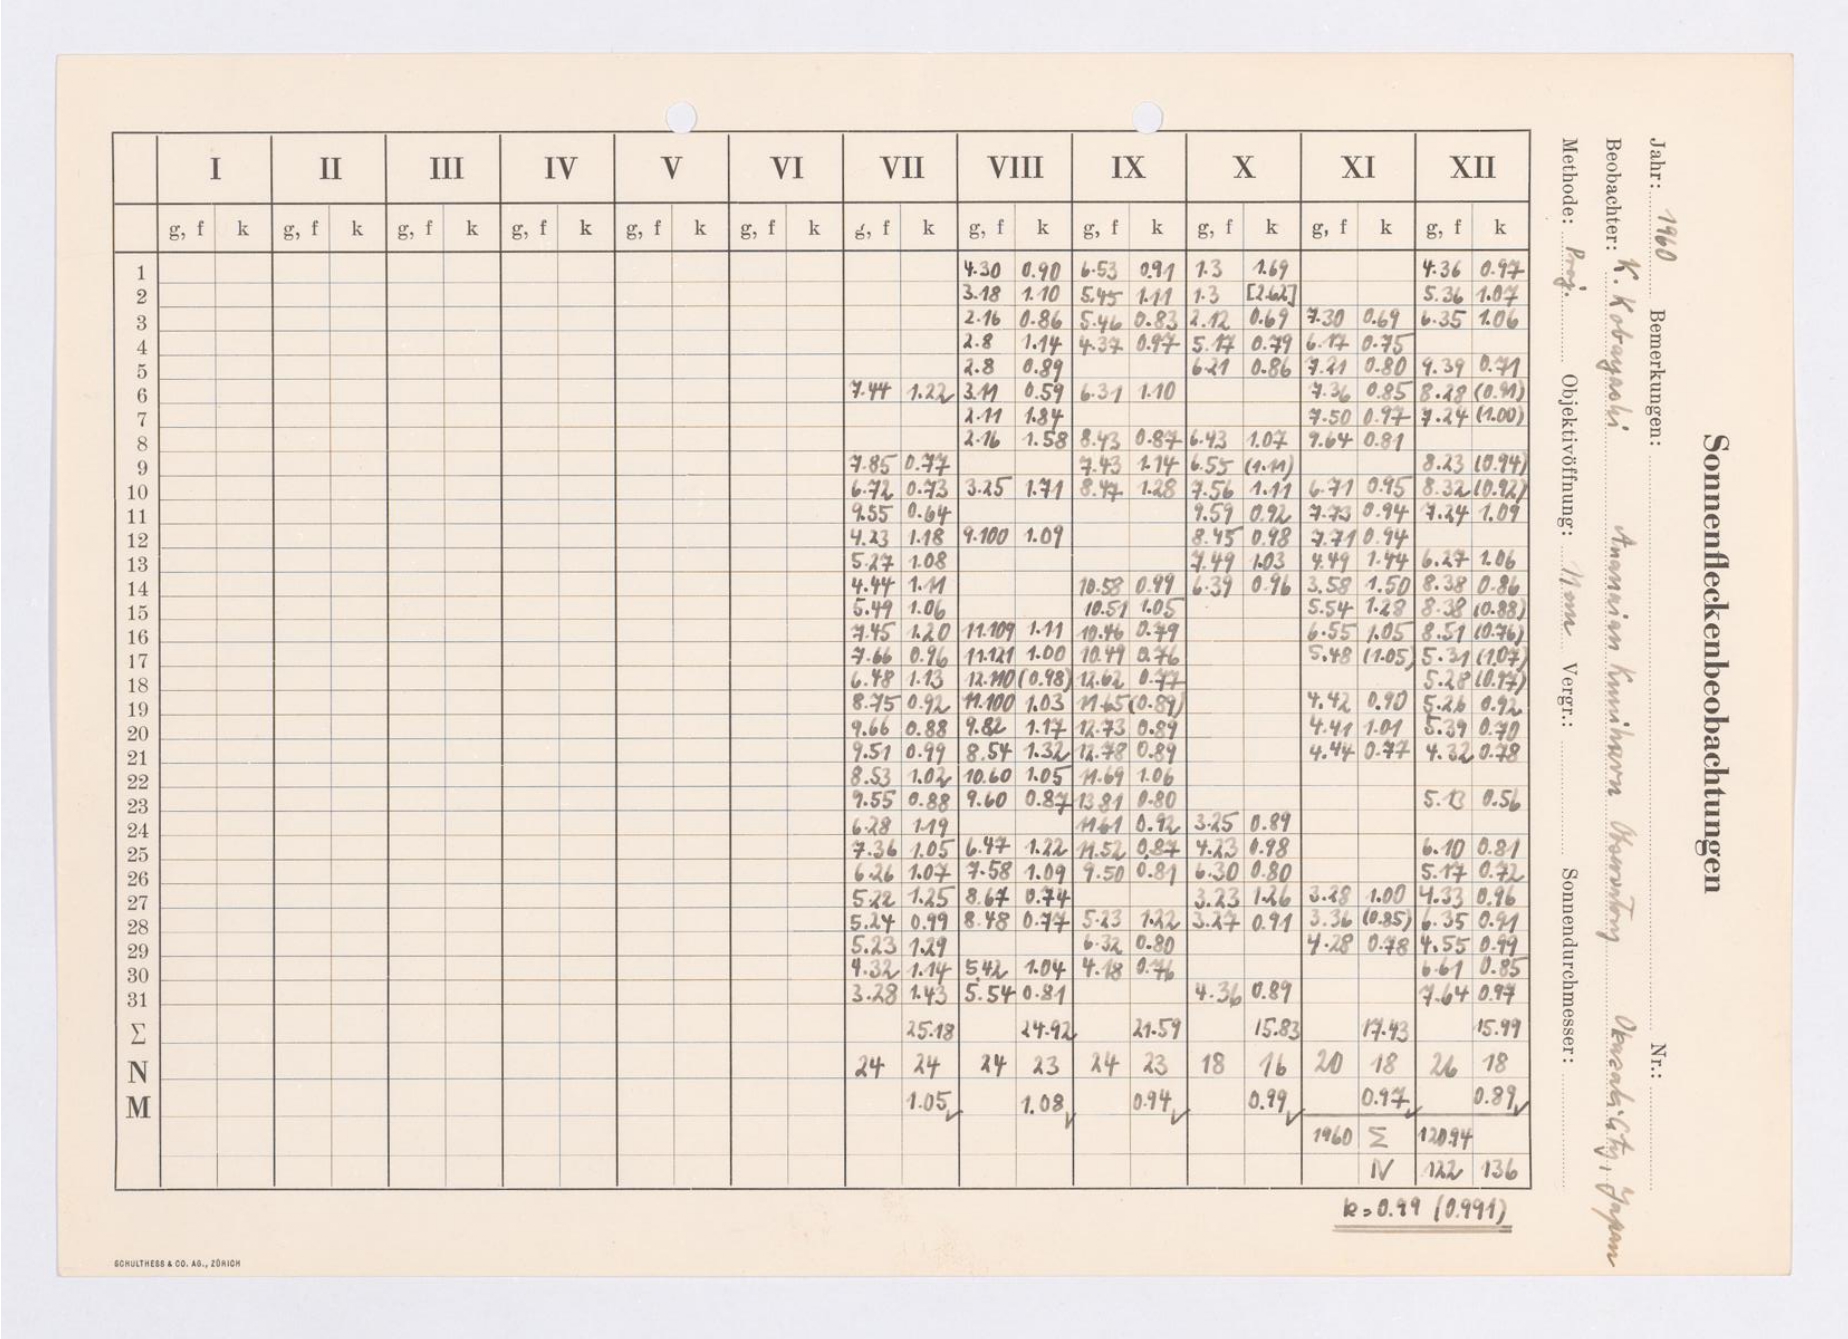 I II III IV V VI VII VIII IX X XI XII
g, f k g, f k g, f k g, f k g, f k g, f k g, f k g, f k g, f k g, f k g, f k g, f k
1 4.30 0.90 6.53 0.91 1.3 1.69 4.36 0.97
2 3.18 1.10 5.45 1.11 1.3 [2.62] 5.36 1.07
3 2.16 0.86 5.46 0.83 2.12 0.69 7.30 0.69 6.35 1.06
4 2.8 1.14 4.37 0.97 5.17 0.79 6.17 0.75
5 2.8 0.89 6.21 0.86 7.21 0.80 9.39 0.71
6 7.44 1.22 3.11 0.59 6.31 1.10 7.36 0.85 8.28 (0.91)
7 2.11 1.84 7.50 0.97 7.24 (1.00)
8 2.16 1.58 8.43 0.87 6.43 1.07 9.64 0.81
9 7.85 0.77 7.43 1.14 6.55 (1.11) 8.23 (0.94)
10 6.72 0.73 3.25 1.71 8.47 1.28 7.56 1.11 6.71 0.95 8.32 (0.92)
11 9.55 0.64 9.59 0.92 7.73 0.94 7.24 1.09
12 4.23 1.18 9.100 1.09 8.45 0.98 7.71 0.94
13 5.27 1.08 7.49 1.03 4.49 1.44 6.27 1.06
14 4.44 1.11 10.58 0.99 6.39 0.96 3.58 1.50 8.38 0.86
15 5.49 1.06 10.51 1.05 5.54 1.28 8.38 (0.88)
16 7.45 1.20 11.109 1.11 10.46 0.79 6.55 1.05 8.51 (0.76)
17 7.66 0.96 11.121 1.00 10.49 0.76 5.48 (1.05) 5.31 (1.07)
18 6.48 1.13 12.110 (0.98) 12.62 0.77 5.28 (0.97)
19 8.75 0.92 11.100 1.03 11.65 (0.89) 4.42 0.90 5.26 0.92
20 9.66 0.88 9.82 1.17 12.73 0.89 4.41 1.01 5.39 0.70
21 9.51 0.99 8.54 1.32 12.78 0.89 4.44 0.77 4.32 0.78
22 8.53 1.02 10.60 1.05 11.69 1.06
23 9.55 0.88 9.60 0.87 13.81 0.80 5.13 0.56
24 6.28 1.19 11.61 0.92 3.25 0.89
25 7.36 1.05 6.47 1.22 11.52 0.87 4.23 0.98 6.10 0.81
26 6.26 1.07 7.58 1.09 9.50 0.81 6.30 0.80 5.17 0.72
27 5.22 1.25 8.67 0.74 3.23 1.26 3.28 1.00 4.33 0.96
28 5.24 0.99 8.48 0.77 5.23 1.22 3.27 0.91 3.36 (0.85) 6.35 0.91
29 5.23 1.29 6.32 0.80 4.28 0.78 4.55 0.99
30 4.32 1.14 5.42 1.04 4.18 0.76 6.61 0.85
31 3.28 1.43 5.54 0.81 4.36 0.89 7.64 0.97
Σ 25.18 24.92 21.59 15.83 17.43 15.99
N 24 24 24 23 24 23 18 16 20 18 26 18
M 1.05 1.08 0.94 0.99 0.97 0.89
1960 Σ 120.94
N 122 136
k = 0.99 (0.991)
SCHULTHESS & CO. AG., ZÜRICH
Sonnenfleckenbeobachtungen
Jahr: 1960 Bemerkungen: Nr.:
Beobachter: K. Kobayashi Observatory Okazaki City, Japan
Methode: Proj. Objektivöffnung: Vergr.: Sonnendurchmesser: